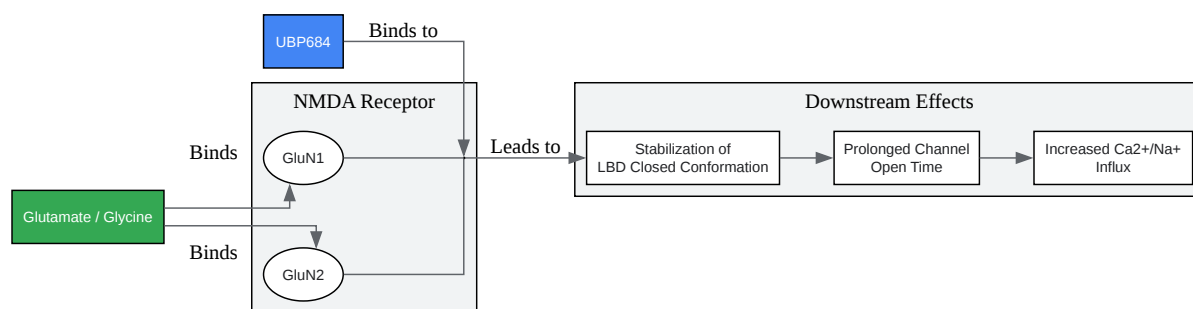 UBP684
Binds to
NMDA Receptor
Downstream Effects
Binds
GluN1
Leads to
Stabilization of
LBD Closed Conformation
Prolonged Channel
Open Time
Increased Ca2+/Na+
Influx
Glutamate / Glycine
Binds
GluN2